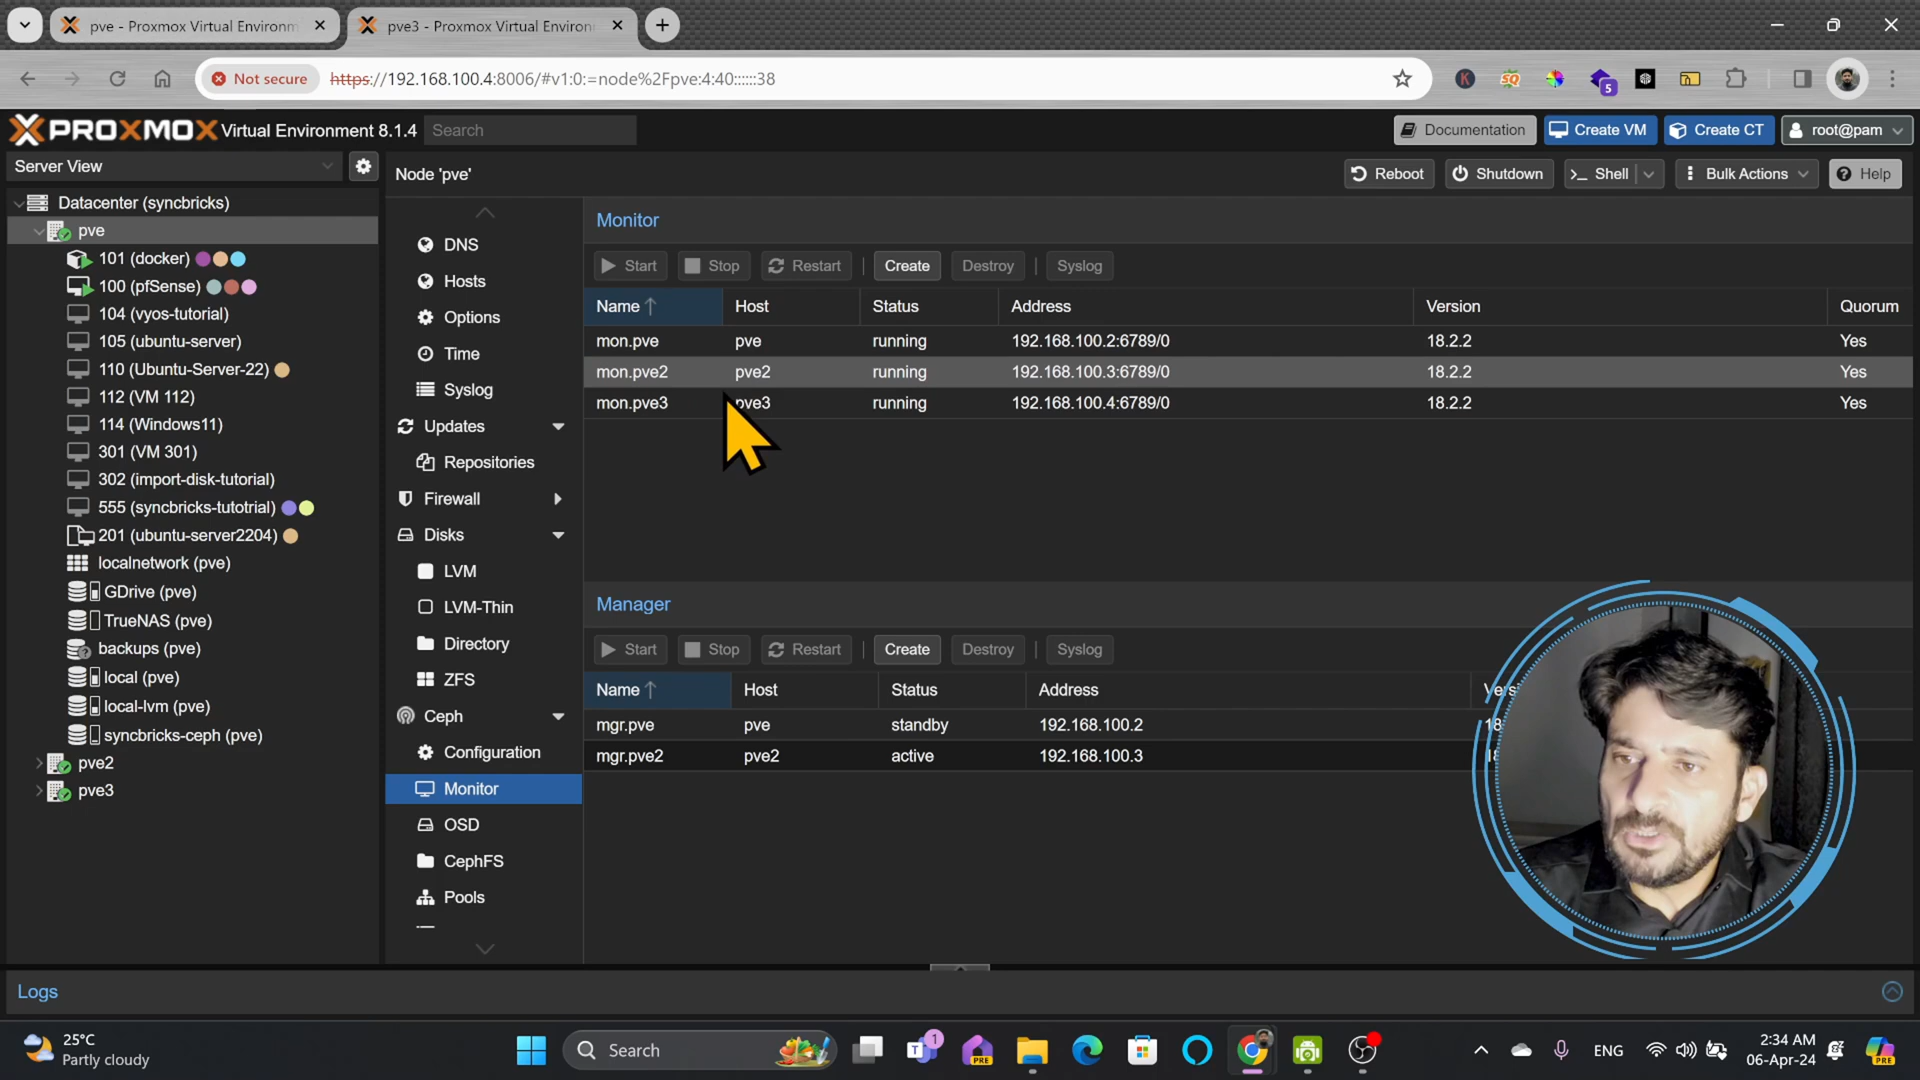 pve - Proxmox Virtual Environm
pve3 - Proxmox Virtual Environ
Not secure
https://192.168.100.4:8006/#v1:0:=node%2Fpve:4:40::::::38
5
PROXMOX Virtual Environment 8.1.4
Search
Documentation
Create VM
Create CT
root@pam
Server View
Node 'pve'
Reboot
Shutdown
>_ Shell
Bulk Actions
Help
Datacenter (syncbricks)
pve
101 (docker)
100 (pfSense)
104 (vyos-tutorial)
105 (ubuntu-server)
110 (Ubuntu-Server-22)
112 (VM 112)
114 (Windows11)
301 (VM 301)
302 (import-disk-tutorial)
555 (syncbricks-tutotrial)
201 (ubuntu-server2204)
localnetwork (pve)
GDrive (pve)
TrueNAS (pve)
backups (pve)
local (pve)
local-lvm (pve)
syncbricks-ceph (pve)
pve2
pve3
DNS
Hosts
Options
Time
Syslog
Updates
Repositories
Firewall
Disks
LVM
LVM-Thin
Directory
ZFS
Ceph
Configuration
Monitor
OSD
CephFS
Pools
Monitor
Start Stop Restart Create Destroy Syslog
Name Host Status Address Version Quorum
mon.pve pve running 192.168.100.2:6789/0 18.2.2 Yes
mon.pve2 pve2 running 192.168.100.3:6789/0 18.2.2 Yes
mon.pve3 pve3 running 192.168.100.4:6789/0 18.2.2 Yes
Manager
Start Stop Restart Create Destroy Syslog
Name Host Status Address
mgr.pve pve standby 192.168.100.2
mgr.pve2 pve2 active 192.168.100.3
Logs
25°C
Partly cloudy
Search
1
PRE
ENG
2:34 AM
06-Apr-24
PRE